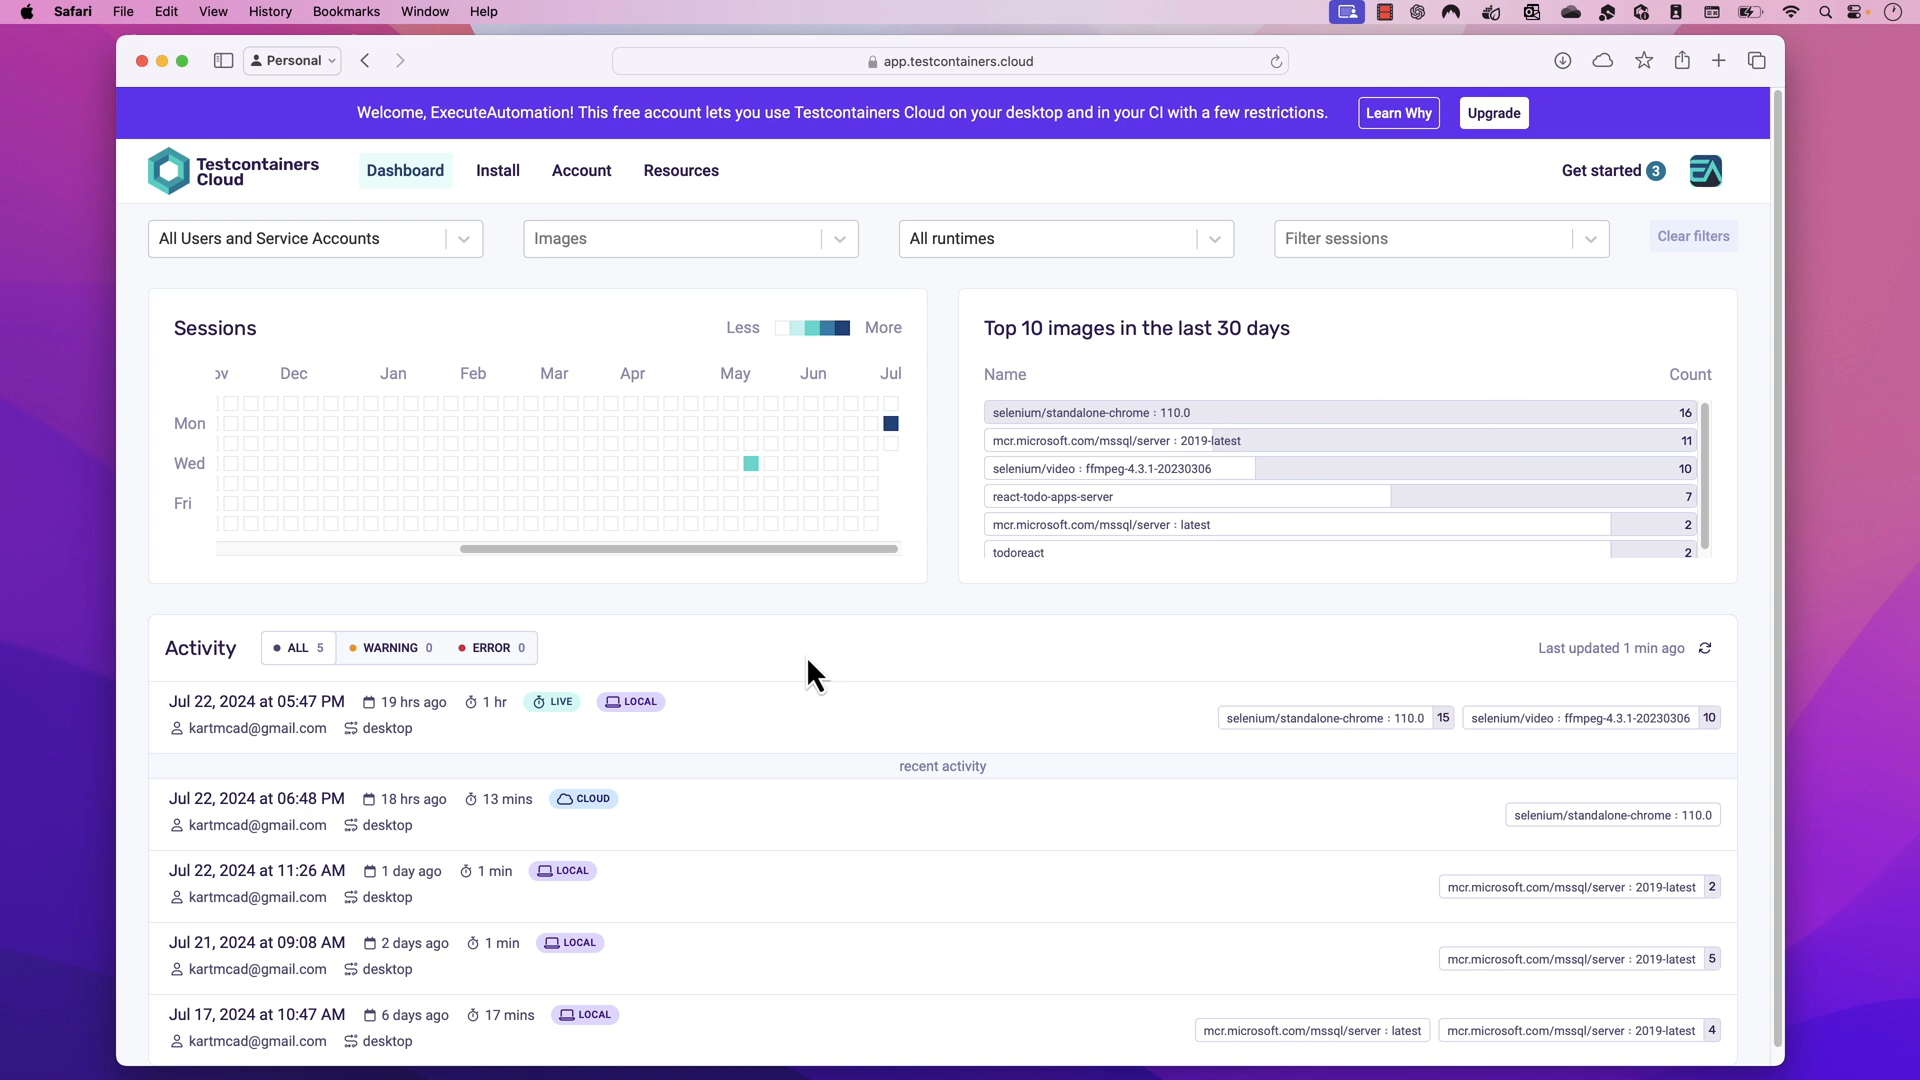 Safari File Edit View History Bookmarks Window Help
Personal
app.testcontainers.cloud
Welcome, ExecuteAutomation! This free account lets you use Testcontainers Cloud on your desktop and in your CI with a few restrictions. Learn Why Upgrade
Testcontainers
Cloud
Dashboard Install Account Resources
Get started 3
EA
All Users and Service Accounts Images All runtimes Filter sessions Clear filters
Sessions Less More
ov Dec Jan Feb Mar Apr May Jun Jul
Mon
Wed
Fri
Top 10 images in the last 30 days
Name Count
selenium/standalone-chrome : 110.0 16
mcr.microsoft.com/mssql/server : 2019-latest 11
selenium/video : ffmpeg-4.3.1-20230306 10
react-todo-apps-server 7
mcr.microsoft.com/mssql/server : latest 2
todoreact 2
Activity ALL 5 WARNING 0 ERROR 0 Last updated 1 min ago
Jul 22, 2024 at 05:47 PM 19 hrs ago 1 hr LIVE LOCAL
kartmcad@gmail.com desktop
selenium/standalone-chrome : 110.0 15 selenium/video : ffmpeg-4.3.1-20230306 10
recent activity
Jul 22, 2024 at 06:48 PM 18 hrs ago 13 mins CLOUD
kartmcad@gmail.com desktop
selenium/standalone-chrome : 110.0
Jul 22, 2024 at 11:26 AM 1 day ago 1 min LOCAL
kartmcad@gmail.com desktop
mcr.microsoft.com/mssql/server : 2019-latest 2
Jul 21, 2024 at 09:08 AM 2 days ago 1 min LOCAL
kartmcad@gmail.com desktop
mcr.microsoft.com/mssql/server : 2019-latest 5
Jul 17, 2024 at 10:47 AM 6 days ago 17 mins LOCAL
kartmcad@gmail.com desktop
mcr.microsoft.com/mssql/server : latest mcr.microsoft.com/mssql/server : 2019-latest 4